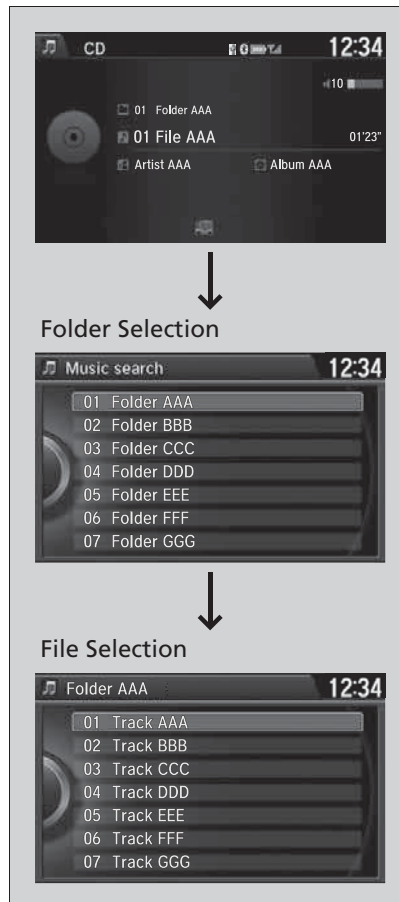 CD 12:34
10
01 Folder AAA
01 File AAA 01'23"
Artist AAA Album AAA
Folder Selection
Music search 12:34
01 Folder AAA
02 Folder BBB
03 Folder CCC
04 Folder DDD
05 Folder EEE
06 Folder FFF
07 Folder GGG
File Selection
Folder AAA 12:34
01 Track AAA
02 Track BBB
03 Track CCC
04 Track DDD
05 Track EEE
06 Track FFF
07 Track GGG